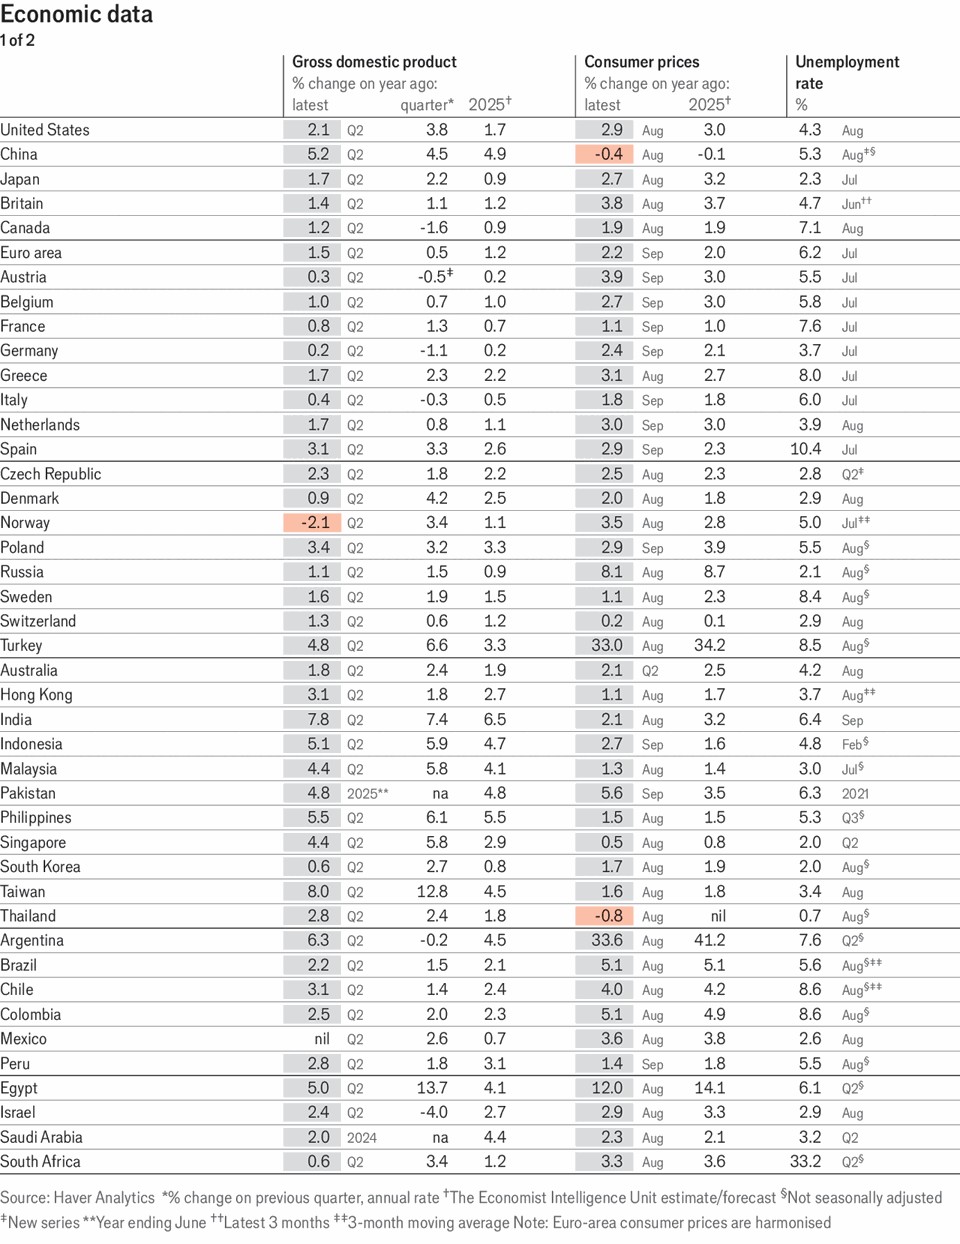 Economic data
1 of 2
Gross domestic product Consumer prices Unemployment
% change on year ago: % change on year ago: rate
latest quarter* 2025† latest 2025† %
United States 2.1 Q2 3.8 1.7 2.9 Aug 3.0 4.3 Aug
China 5.2 Q2 4.5 4.9 -0.4 Aug -0.1 5.3 Aug‡§
Japan 1.7 Q2 2.2 0.9 2.7 Aug 3.2 2.3 Jul
Britain 1.4 Q2 1.1 1.2 3.8 Aug 3.7 4.7 Jun††
Canada 1.2 Q2 -1.6 0.9 1.9 Aug 1.9 7.1 Aug
Euro area 1.5 Q2 0.5 1.2 2.2 Sep 2.0 6.2 Jul
Austria 0.3 Q2 -0.5‡ 0.2 3.9 Sep 3.0 5.5 Jul
Belgium 1.0 Q2 0.7 1.0 2.7 Sep 3.0 5.8 Jul
France 0.8 Q2 1.3 0.7 1.1 Sep 1.0 7.6 Jul
Germany 0.2 Q2 -1.1 0.2 2.4 Sep 2.1 3.7 Jul
Greece 1.7 Q2 2.3 2.2 3.1 Aug 2.7 8.0 Jul
Italy 0.4 Q2 -0.3 0.5 1.8 Sep 1.8 6.0 Jul
Netherlands 1.7 Q2 0.8 1.1 3.0 Sep 3.0 3.9 Aug
Spain 3.1 Q2 3.3 2.6 2.9 Sep 2.3 10.4 Jul
Czech Republic 2.3 Q2 1.8 2.2 2.5 Aug 2.3 2.8 Q2‡
Denmark 0.9 Q2 4.2 2.5 2.0 Aug 1.8 2.9 Aug
Norway -2.1 Q2 3.4 1.1 3.5 Aug 2.8 5.0 Jul‡‡
Poland 3.4 Q2 3.2 3.3 2.9 Sep 3.9 5.5 Aug§
Russia 1.1 Q2 1.5 0.9 8.1 Aug 8.7 2.1 Aug§
Sweden 1.6 Q2 1.9 1.5 1.1 Aug 2.3 8.4 Aug§
Switzerland 1.3 Q2 0.6 1.2 0.2 Aug 0.1 2.9 Aug
Turkey 4.8 Q2 6.6 3.3 33.0 Aug 34.2 8.5 Aug§
Australia 1.8 Q2 2.4 1.9 2.1 Q2 2.5 4.2 Aug
Hong Kong 3.1 Q2 1.8 2.7 1.1 Aug 1.7 3.7 Aug‡‡
India 7.8 Q2 7.4 6.5 2.1 Aug 3.2 6.4 Sep
Indonesia 5.1 Q2 5.9 4.7 2.7 Sep 1.6 4.8 Feb§
Malaysia 4.4 Q2 5.8 4.1 1.3 Aug 1.4 3.0 Jul§
Pakistan 4.8 2025** na 4.8 5.6 Sep 3.5 6.3 2021
Philippines 5.5 Q2 6.1 5.5 1.5 Aug 1.5 5.3 Q3§
Singapore 4.4 Q2 5.8 2.9 0.5 Aug 0.8 2.0 Q2
South Korea 0.6 Q2 2.7 0.8 1.7 Aug 1.9 2.0 Aug§
Taiwan 8.0 Q2 12.8 4.5 1.6 Aug 1.8 3.4 Aug
Thailand 2.8 Q2 2.4 1.8 -0.8 Aug nil 0.7 Aug§
Argentina 6.3 Q2 -0.2 4.5 33.6 Aug 41.2 7.6 Q2§
Brazil 2.2 Q2 1.5 2.1 5.1 Aug 5.1 5.6 Aug§‡‡
Chile 3.1 Q2 1.4 2.4 4.0 Aug 4.2 8.6 Aug§‡‡
Colombia 2.5 Q2 2.0 2.3 5.1 Aug 4.9 8.6 Aug§
Mexico nil Q2 2.6 0.7 3.6 Aug 3.8 2.6 Aug
Peru 2.8 Q2 1.8 3.1 1.4 Sep 1.8 5.5 Aug§
Egypt 5.0 Q2 13.7 4.1 12.0 Aug 14.1 6.1 Q2§
Israel 2.4 Q2 -4.0 2.7 2.9 Aug 3.3 2.9 Aug
Saudi Arabia 2.0 2024 na 4.4 2.3 Aug 2.1 3.2 Q2
South Africa 0.6 Q2 3.4 1.2 3.3 Aug 3.6 33.2 Q2§
Source: Haver Analytics *% change on previous quarter, annual rate †The Economist Intelligence Unit estimate/forecast §Not seasonally adjusted
‡New series **Year ending June ††Latest 3 months ‡‡3-month moving average Note: Euro-area consumer prices are harmonised